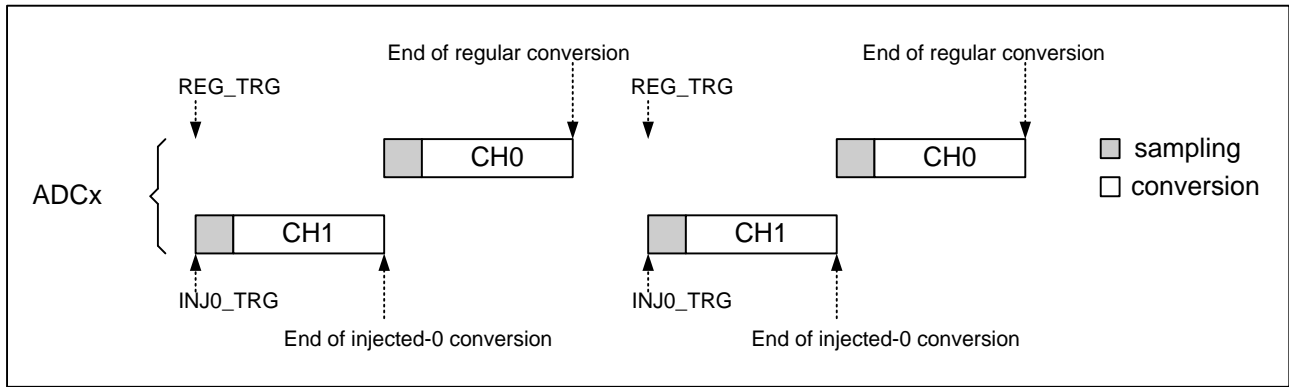 End of regular conversion
End of regular conversion
REG_TRG
REG_TRG
CH0
CH0
sampling
conversion
ADCx
CH1
CH1
INJ0_TRG
INJ0_TRG
End of injected-0 conversion
End of injected-0 conversion